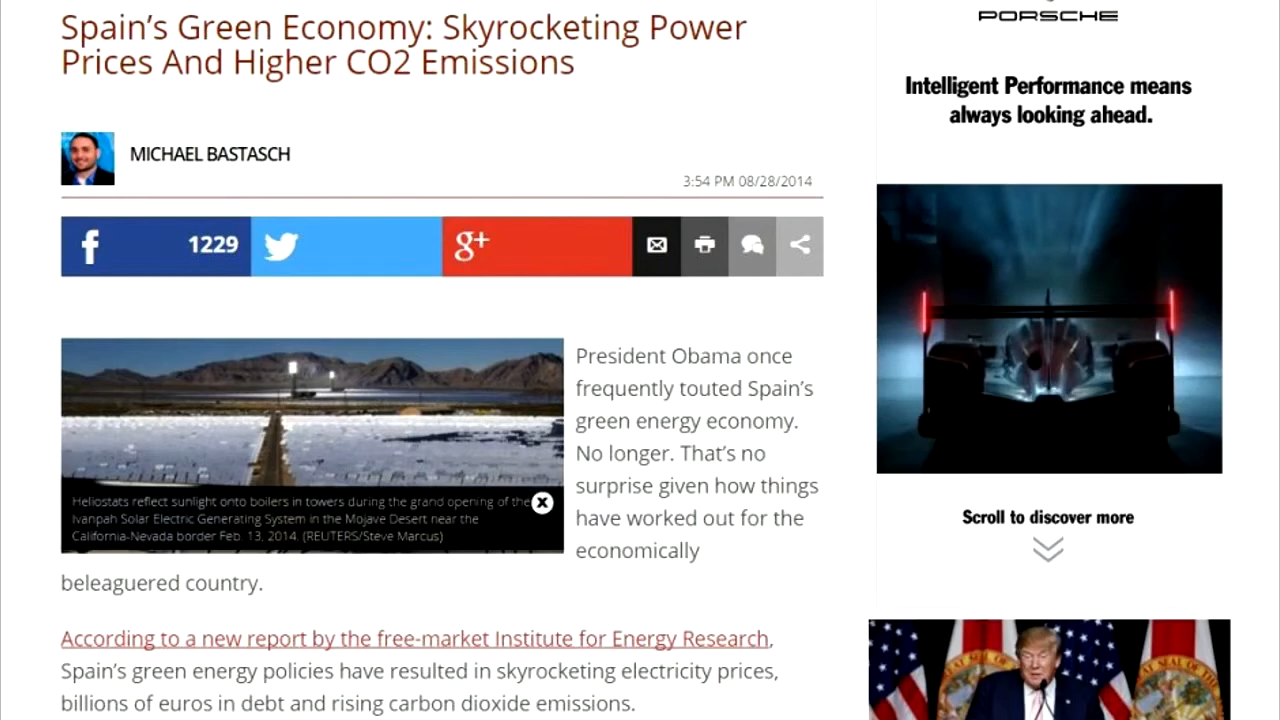 Spain's Green Economy: Skyrocketing Power
Prices And Higher CO2 Emissions
MICHAEL BASTASCH
3:54 PM 08/28/2014
1229
g+
Heliostats reflect sunlight onto boilers in towers during the grand opening of the
Ivanpah Solar Electric Generating System in the Mojave Desert near the
California-Nevada border Feb. 13, 2014. (REUTERS/Steve Marcus)
President Obama once
frequently touted Spain's
green energy economy.
No longer. That's no
surprise given how things
have worked out for the
economically
beleaguered country.
According to a new report by the free-market Institute for Energy Research,
Spain's green energy policies have resulted in skyrocketing electricity prices,
billions of euros in debt and rising carbon dioxide emissions.
PORSCHE
Intelligent Performance means
always looking ahead.
Scroll to discover more